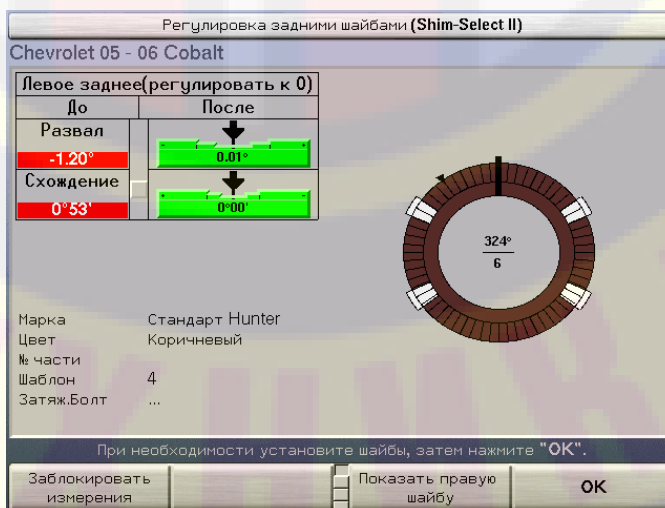 Регулировка задними шайбами (Shim-Select II)
Chevrolet 05 - 06 Cobalt
Левое заднее(регулировать к 0)
До После
Развал
-1.20° 0.01°
Схождение
0°53' 0°00'
324°
6
Марка Стандарт Hunter
Цвет Коричневый
№ части
Шаблон 4
Затяж.Болт ...
При необходимости установите шайбы, затем нажмите "OK".
Заблокировать измерения
Показать правую шайбу
OK